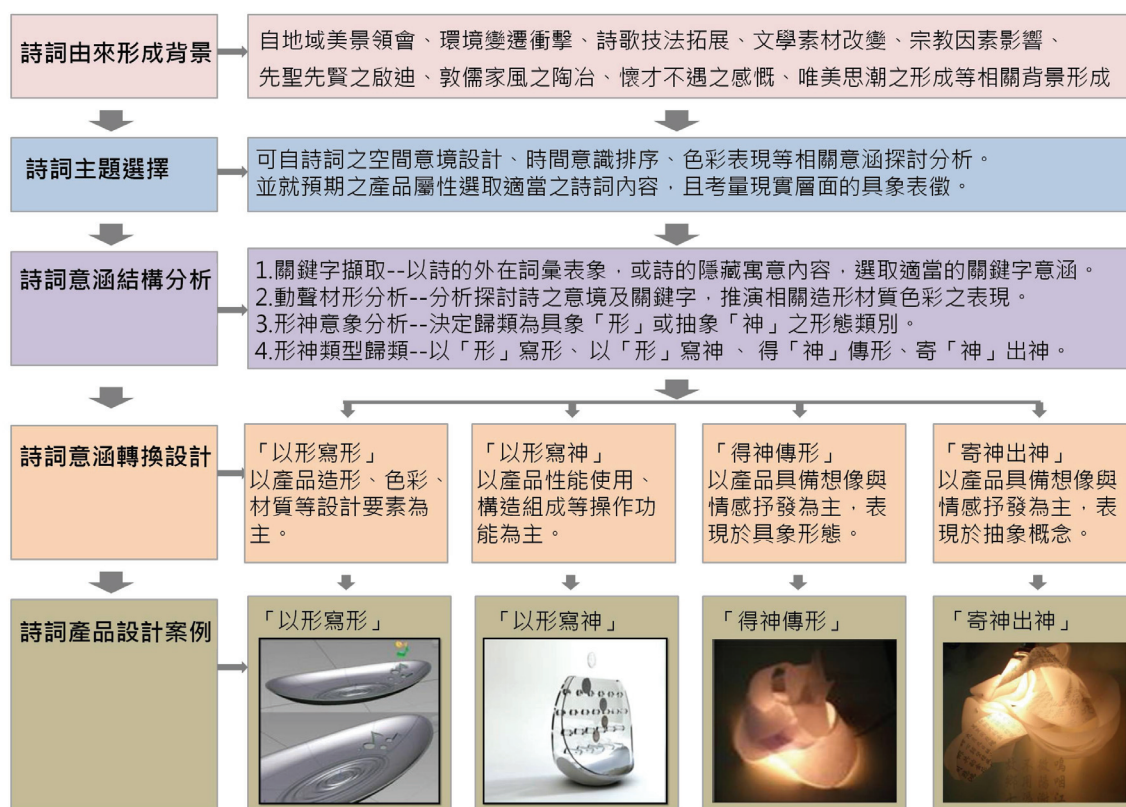 詩詞由來形成背景
自地域美景領會、環境變遷衝擊、詩歌技法拓展、文學素材改變、宗教因素影響、
先聖先賢之啟迪、敦儒家風之陶冶、懷才不遇之感慨、唯美思潮之形成等相關背景形成
詩詞主題選擇
可自詩詞之空間意境設計、時間意識排序、色彩表現等相關意涵探討分析。
並就預期之產品屬性選取適當之詩詞內容，且考量現實層面的具象表徵。
詩詞意涵結構分析
1.關鍵字擷取--以詩的外在詞彙表象，或詩的隱藏寓意內容，選取適當的關鍵字意涵。
2.動聲材形分析--分析探討詩之意境及關鍵字，推演相關造形材質色彩之表現。
3.形神意象分析--決定歸類為具象「形」或抽象「神」之形態類別。
4.形神類型歸類--以「形」寫形、以「形」寫神、得「神」傳形、寄「神」出神。
詩詞意涵轉換設計
「以形寫形」
以產品造形、色彩、
材質等設計要素為
主。
「以形寫神」
以產品性能使用、
構造組成等操作功
能為主。
「得神傳形」
以產品具備想像與
情感抒發為主，表
現於具象形態。
「寄神出神」
以產品具備想像與
情感抒發為主，表
現於抽象概念。
詩詞產品設計案例
「以形寫形」
「以形寫神」
「得神傳形」
「寄神出神」